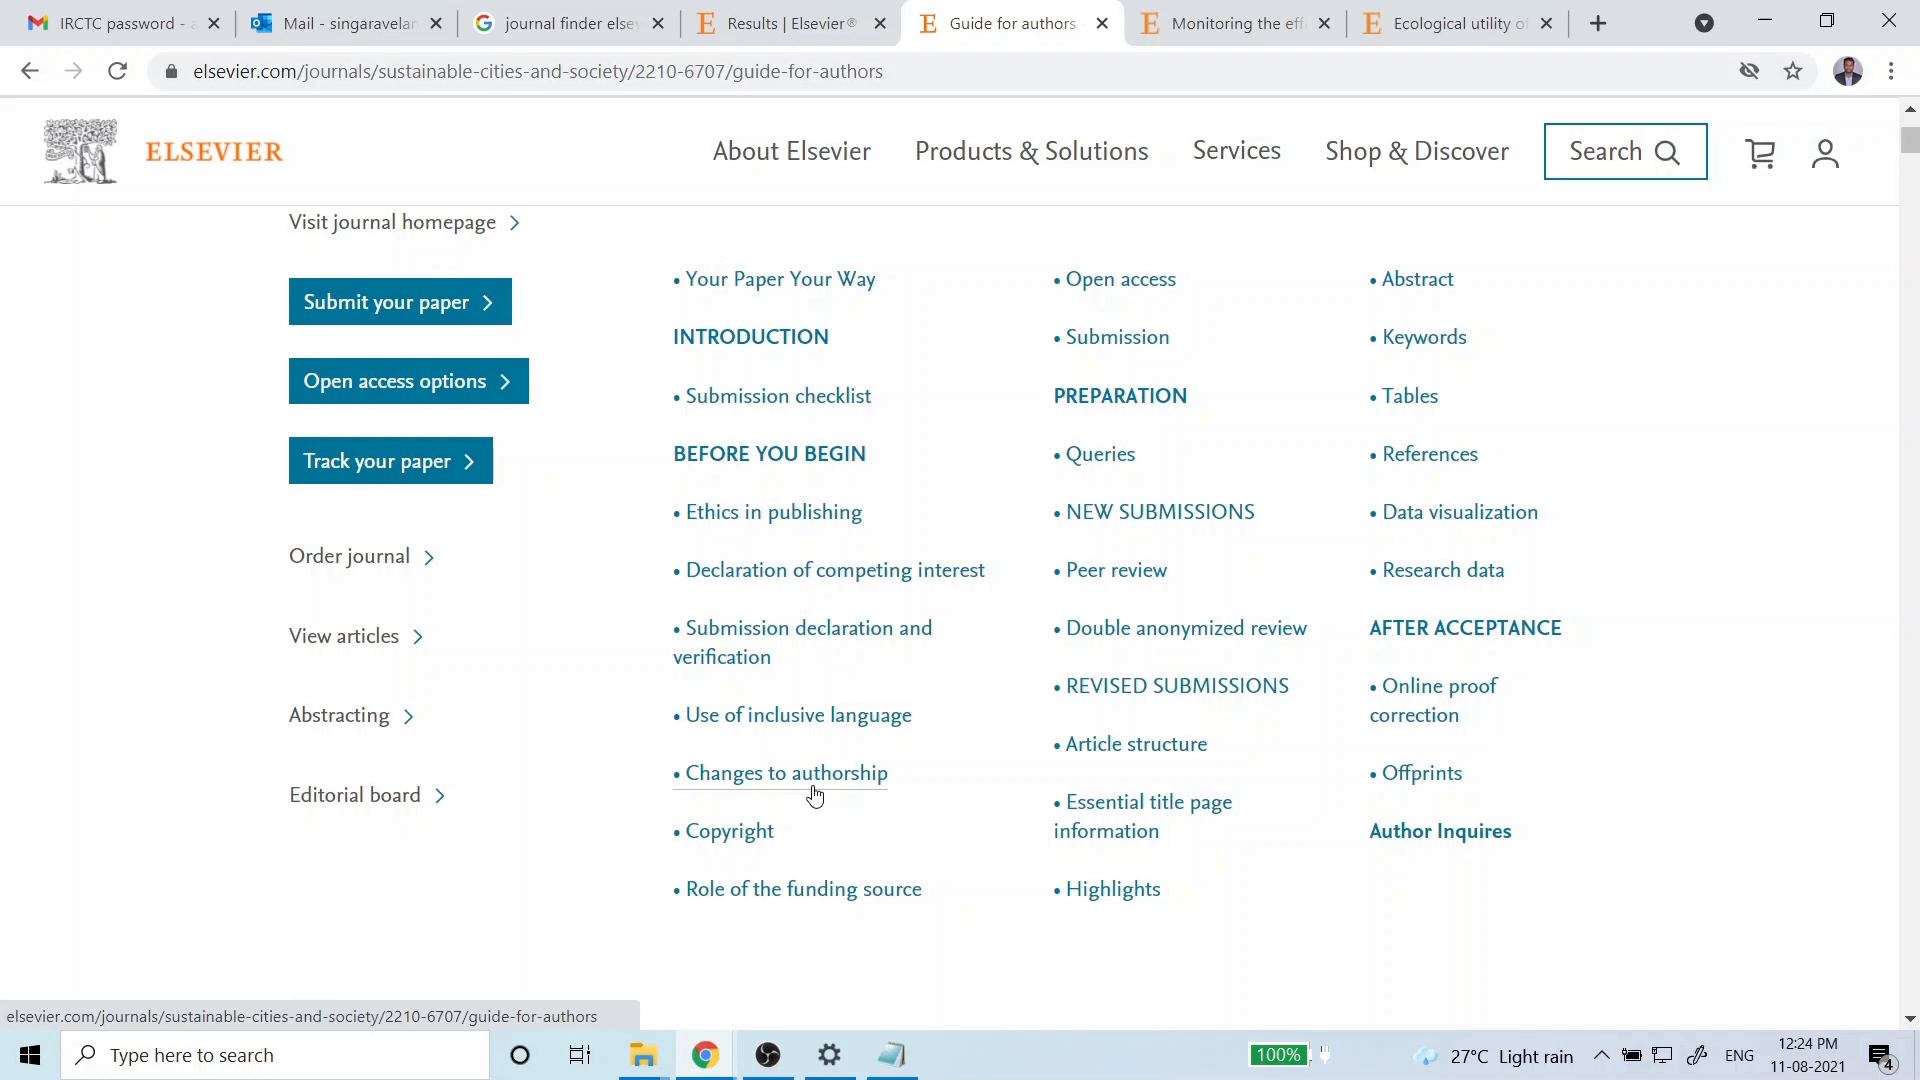 IRCTC password - a
Mail - singaravelan
journal finder else
Results | Elsevier®
Guide for authors -
Monitoring the effe
Ecological utility of
elsevier.com/journals/sustainable-cities-and-society/2210-6707/guide-for-authors
ELSEVIER
About Elsevier
Products & Solutions
Services
Shop & Discover
Search
Visit journal homepage
Submit your paper
Open access options
Track your paper
Order journal
View articles
Abstracting
Editorial board
• Your Paper Your Way
INTRODUCTION
• Submission checklist
BEFORE YOU BEGIN
• Ethics in publishing
• Declaration of competing interest
• Submission declaration and
verification
• Use of inclusive language
• Changes to authorship
• Copyright
• Role of the funding source
• Open access
• Submission
PREPARATION
• Queries
• NEW SUBMISSIONS
• Peer review
• Double anonymized review
• REVISED SUBMISSIONS
• Article structure
• Essential title page
information
• Highlights
• Abstract
• Keywords
• Tables
• References
• Data visualization
• Research data
AFTER ACCEPTANCE
• Online proof
correction
• Offprints
Author Inquires
elsevier.com/journals/sustainable-cities-and-society/2210-6707/guide-for-authors
Type here to search
100%
27°C Light rain
ENG
12:24 PM
11-08-2021
4